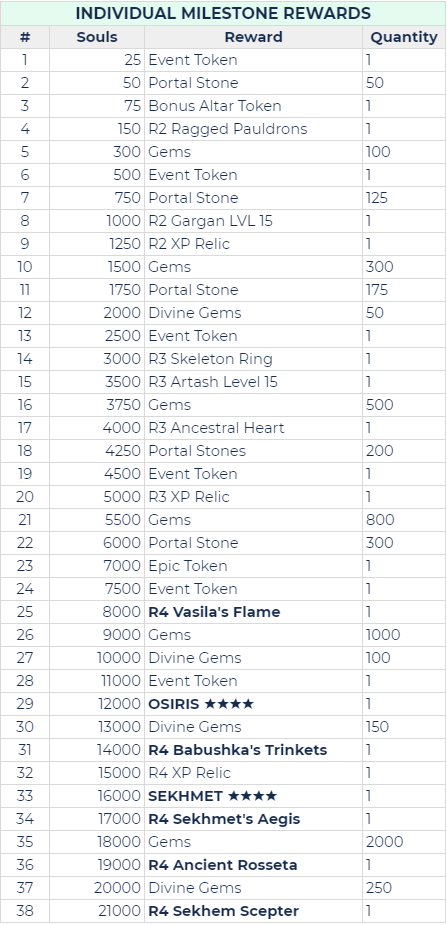 INDIVIDUAL MILESTONE REWARDS
# Souls Reward Quantity
1 25 Event Token 1
2 50 Portal Stone 50
3 75 Bonus Altar Token 1
4 150 R2 Ragged Pauldrons 1
5 300 Gems 100
6 500 Event Token 1
7 750 Portal Stone 125
8 1000 R2 Gargan LVL 15 1
9 1250 R2 XP Relic 1
10 1500 Gems 300
11 1750 Portal Stone 175
12 2000 Divine Gems 50
13 2500 Event Token 1
14 3000 R3 Skeleton Ring 1
15 3500 R3 Artash Level 15 1
16 3750 Gems 500
17 4000 R3 Ancestral Heart 1
18 4250 Portal Stones 200
19 4500 Event Token 1
20 5000 R3 XP Relic 1
21 5500 Gems 800
22 6000 Portal Stone 300
23 7000 Epic Token 1
24 7500 Event Token 1
25 8000 R4 Vasila's Flame 1
26 9000 Gems 1000
27 10000 Divine Gems 100
28 11000 Event Token 1
29 12000 OSIRIS ★★★★ 1
30 13000 Divine Gems 150
31 14000 R4 Babushka's Trinkets 1
32 15000 R4 XP Relic 1
33 16000 SEKHMET ★★★★ 1
34 17000 R4 Sekhmet's Aegis 1
35 18000 Gems 2000
36 19000 R4 Ancient Rosseta 1
37 20000 Divine Gems 250
38 21000 R4 Sekhem Scepter 1